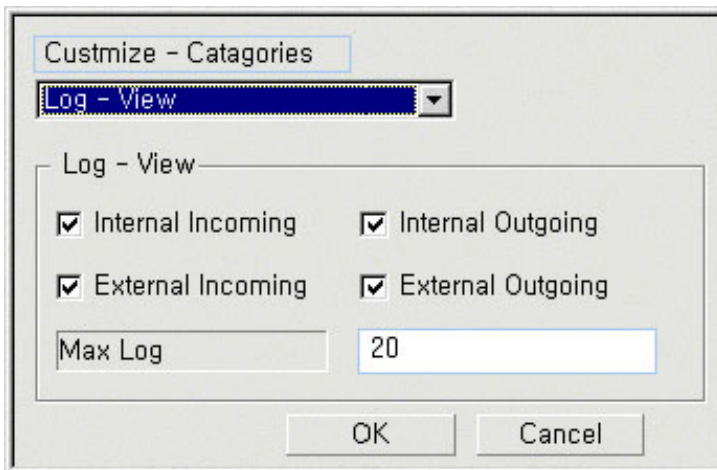 Custmize - Catagories
Log - View
Log - View
Internal Incoming Internal Outgoing
External Incoming External Outgoing
Max Log 20
OK Cancel